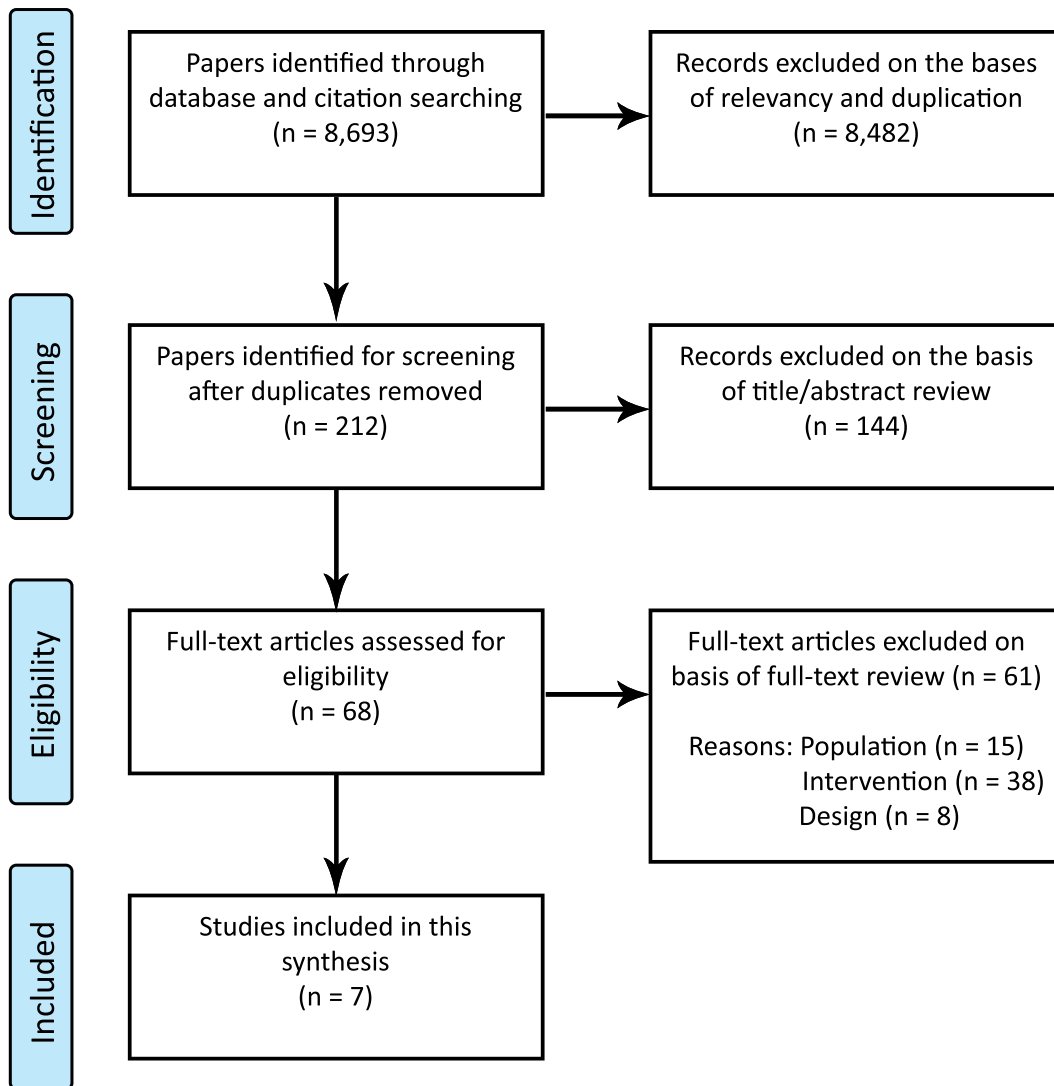 Identification
Papers identified through
database and citation searching
(n = 8,693)
Records excluded on the bases
of relevancy and duplication
(n = 8,482)
Screening
Papers identified for screening
after duplicates removed
(n = 212)
Records excluded on the basis
of title/abstract review
(n = 144)
Eligibility
Full-text articles assessed for
eligibility
(n = 68)
Full-text articles excluded on
basis of full-text review (n = 61)
Reasons: Population (n = 15)
Intervention (n = 38)
Design (n = 8)
Included
Studies included in this
synthesis
(n = 7)